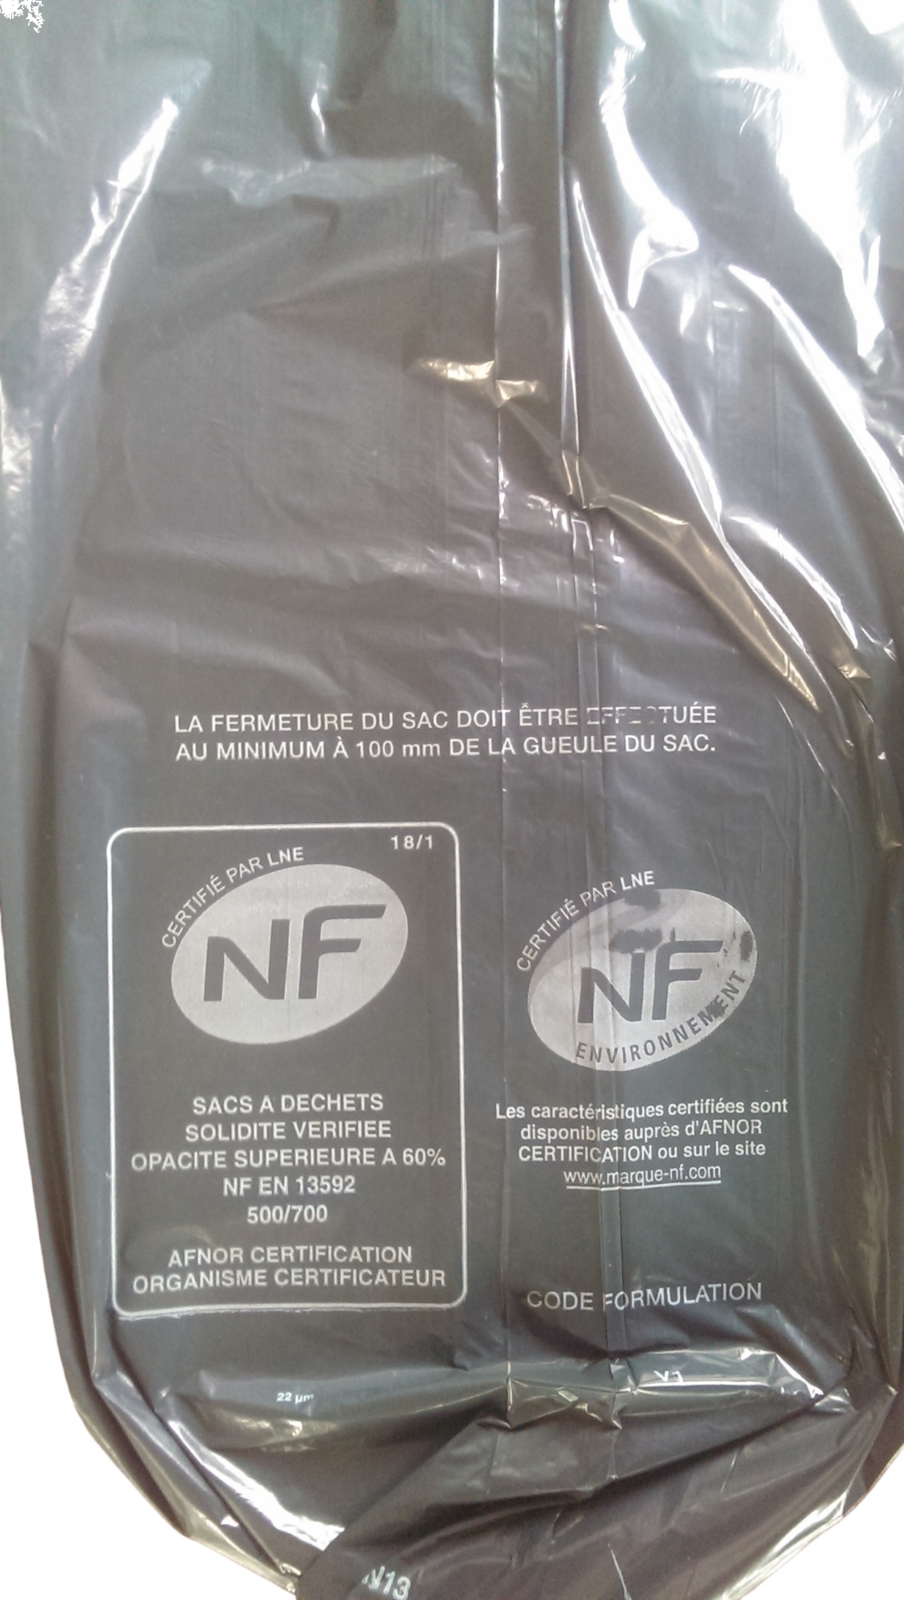 LA FERMETURE DU SAC DOIT ÊTRE EFFECTUÉE
AU MINIMUM À 100 mm DE LA GUEULE DU SAC.
18/1
CERTIFIÉ PAR LNE
NF
SACS A DECHETS
SOLIDITE VERIFIEE
OPACITE SUPERIEURE A 60%
NF EN 13592
500/700
AFNOR CERTIFICATION
ORGANISME CERTIFICATEUR
CERTIFIÉ PAR LNE
NF
ENVIRONNEMENT
Les caractéristiques certifiées sont
disponibles auprès d'AFNOR
CERTIFICATION ou sur le site
www.marque-nf.com
CODE FORMULATION
22 µm